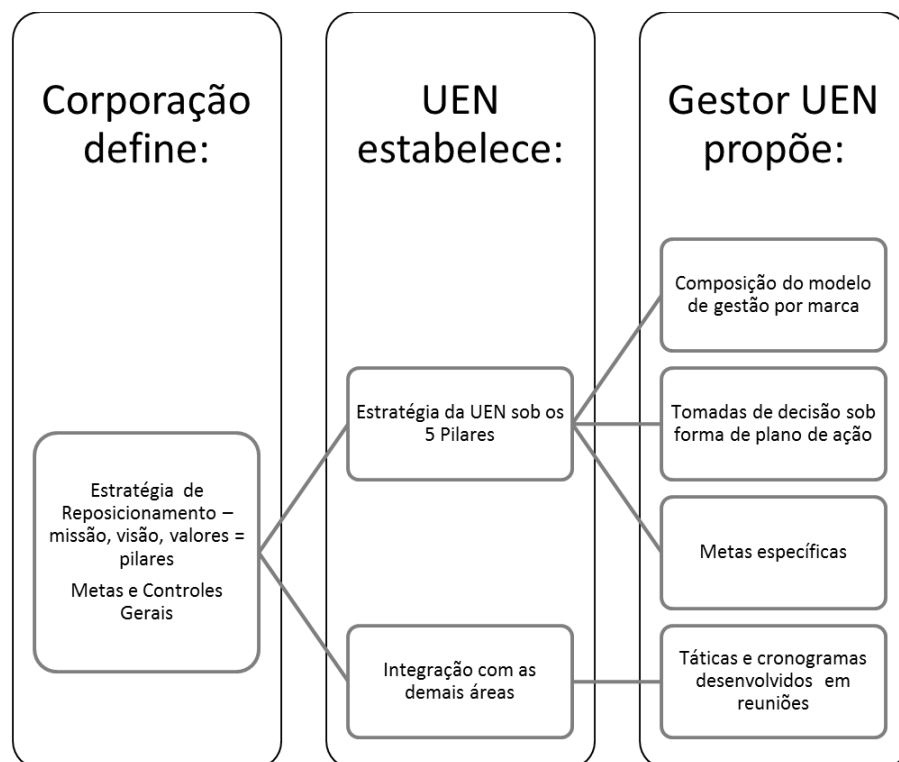 Corporação
define:
Estratégia de
Reposicionamento –
missão, visão, valores =
pilares
Metas e Controles
Gerais
UEN
estabelece:
Estratégia da UEN sob os
5 Pilares
Integração com as
demais áreas
Gestor UEN
propõe:
Composição do modelo
de gestão por marca
Tomadas de decisão sob
forma de plano de ação
Metas específicas
Táticas e cronogramas
desenvolvidos em
reuniões